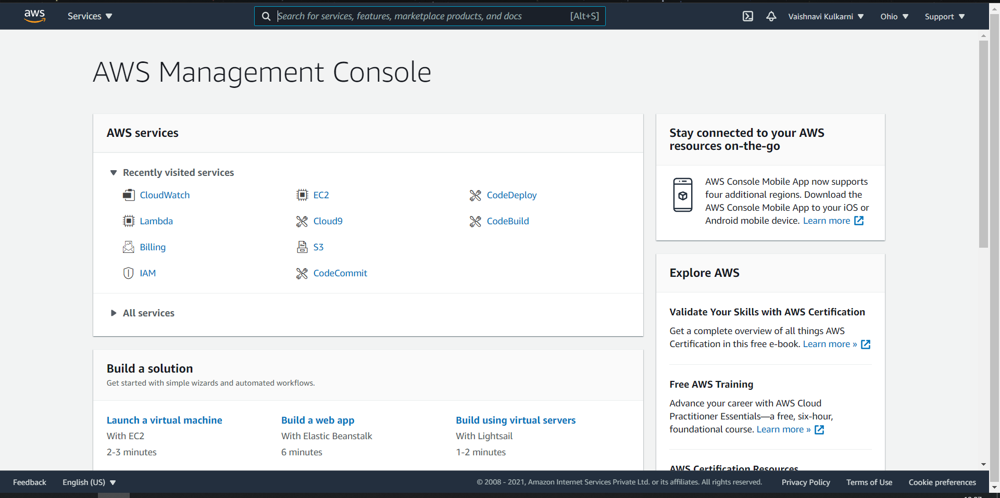 aws
Services
Search for services, features, marketplace products, and docs [Alt+S]
Vaishnavi Kulkarni
Ohio
Support
AWS Management Console
AWS services
Recently visited services
CloudWatch
Lambda
Billing
IAM
EC2
Cloud9
S3
CodeCommit
CodeDeploy
CodeBuild
All services
Build a solution
Get started with simple wizards and automated workflows.
Launch a virtual machine
With EC2
2-3 minutes
Build a web app
With Elastic Beanstalk
6 minutes
Build using virtual servers
With Lightsail
1-2 minutes
Stay connected to your AWS
resources on-the-go
AWS Console Mobile App now supports
four additional regions. Download the
AWS Console Mobile App to your iOS or
Android mobile device. Learn more
Explore AWS
Validate Your Skills with AWS Certification
Get a complete overview of all things AWS
Certification in this free e-book. Learn more »
Free AWS Training
Advance your career with AWS Cloud
Practitioner Essentials—a free, six-hour,
foundational course. Learn more »
AWS Certification Resources
Feedback
English (US)
© 2008 - 2021, Amazon Internet Services Private Ltd. or its affiliates. All rights reserved.
Privacy Policy
Terms of Use
Cookie preferences